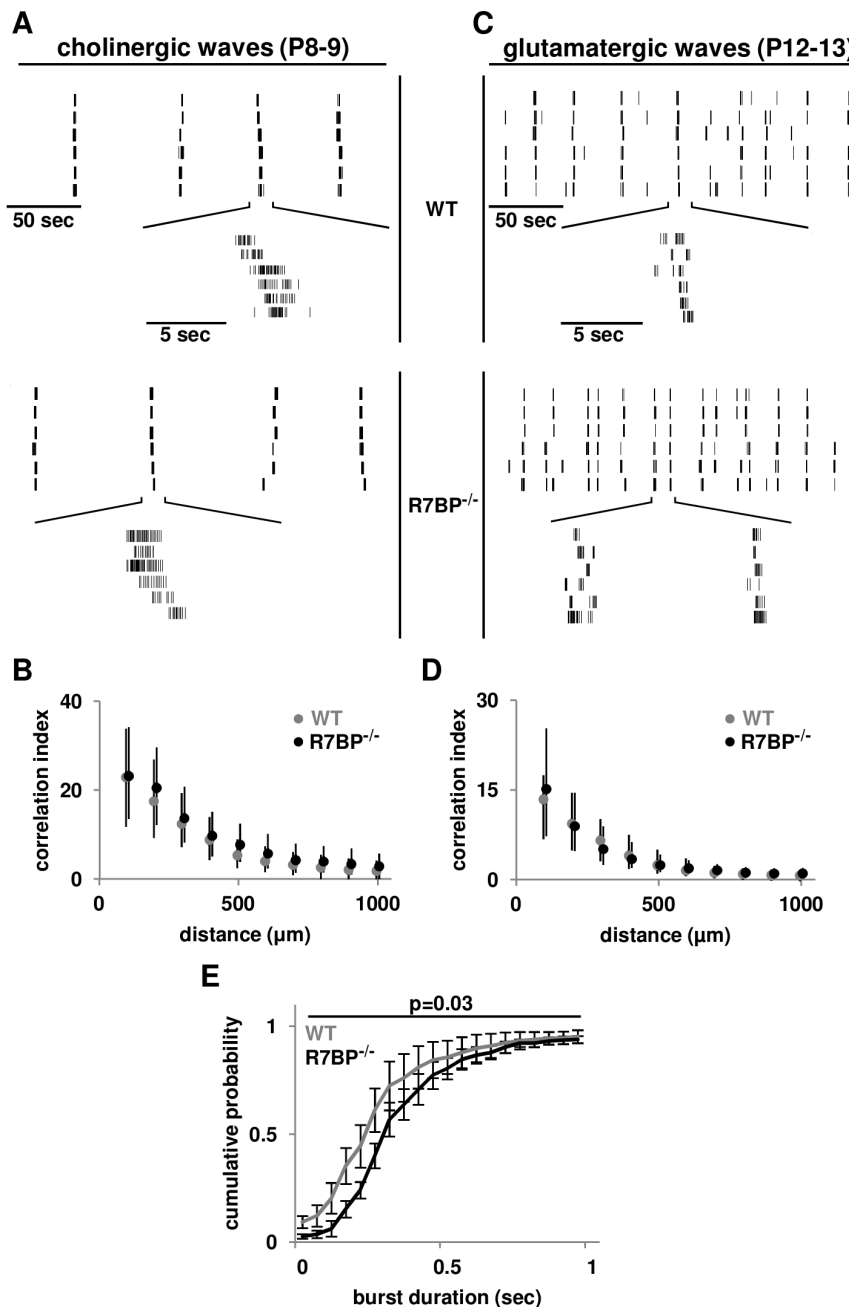 A
C
cholinergic waves (P8-9)
glutamatergic waves (P12-13)
WT
50 sec
50 sec
5 sec
5 sec
R7BP-/-
B
D
40
20
0
correlation index
WT
R7BP-/-
0
500
1000
distance (µm)
30
15
0
correlation index
WT
R7BP-/-
0
500
1000
distance (µm)
E
p=0.03
WT
R7BP-/-
1
0.5
0
cumulative probability
0
0.5
1
burst duration (sec)